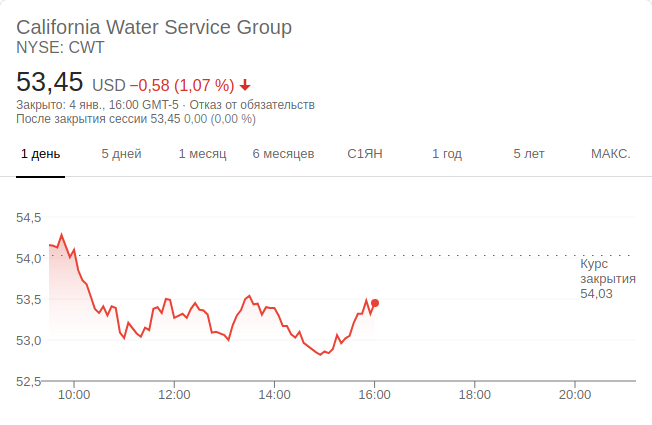 California Water Service Group
NYSE: CWT
53,45 USD −0,58 (1,07 %)
Закрыто: 4 янв., 16:00 GMT-5 · Отказ от обязательств
После закрытия сессии 53,45 0,00 (0,00 %)
1 день 5 дней 1 месяц 6 месяцев С1ЯН 1 год 5 лет МАКС.
54,5
54,0
Курс
закрытия
54,03
53,5
53,0
52,5
10:00 12:00 14:00 16:00 18:00 20:00